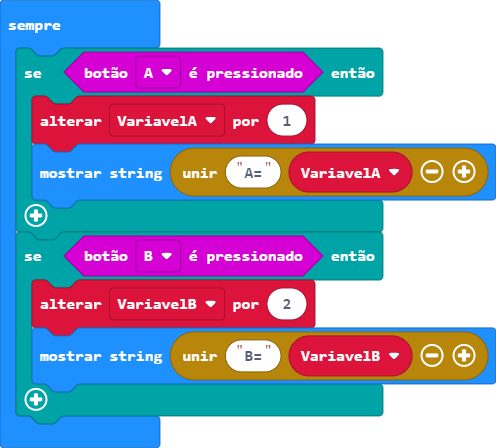 sempre
se botão A é pressionado então
alterar VariavelA por 1
mostrar string unir "A=" VariavelA
se botão B é pressionado então
alterar VariavelB por 2
mostrar string unir "B=" VariavelB